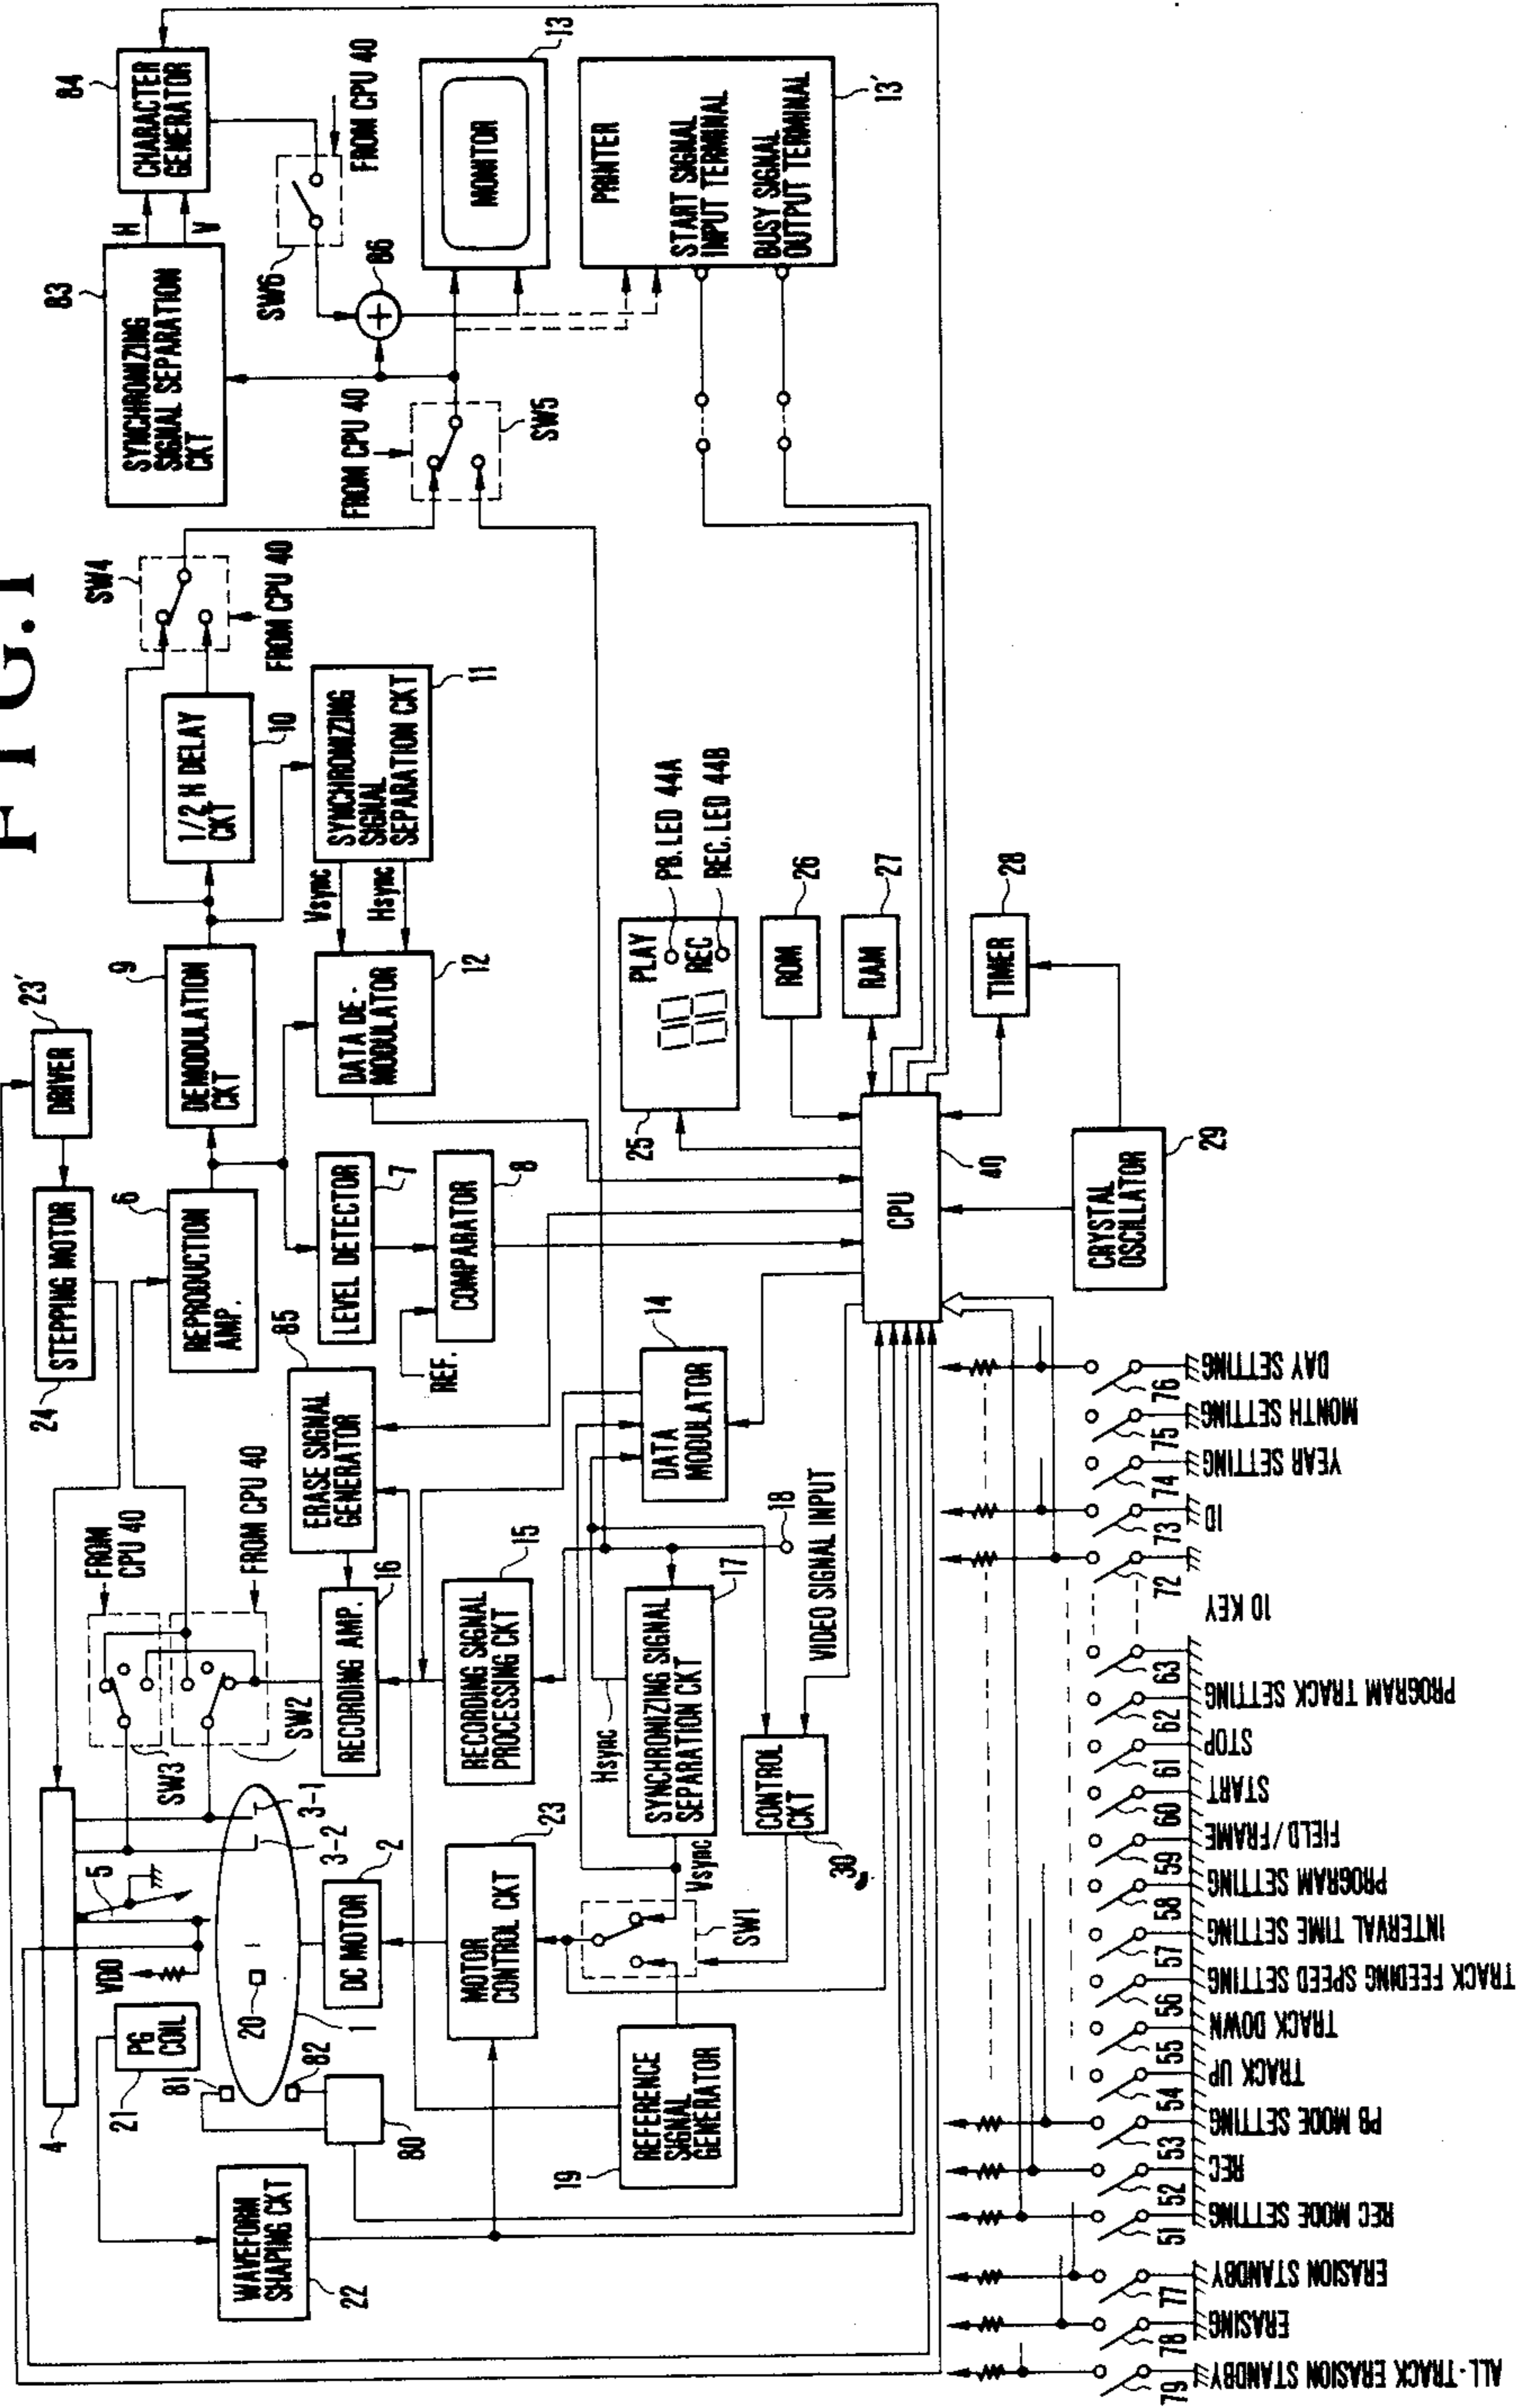 FIG. 1
4
5
24
STEPPING MOTOR
23'
DRIVER
84
CHARACTER
GENERATOR
83
SYNCHRONIZING
SIGNAL SEPARATION
CKT
H
V
SW6
FROM CPU 40
86
13
MONITOR
PRINTER
START SIGNAL
INPUT TERMINAL
BUSY SIGNAL
OUTPUT TERMINAL
13'
SW4
FROM CPU 40
FROM CPU 40
SW5
6
REPRODUCTION
AMP.
9
DEMODULATION
CKT
1/2 H DELAY
CKT
10
SYNCHRONIZING
SIGNAL
SEPARATION CKT
11
Vsync
Hsync
DATA DE-
MODULATOR
12
LEVEL DETECTOR
7
COMPARATOR
8
REF.
85
ERASE SIGNAL
GENERATOR
FROM
CPU 40
FROM CPU 40
SW3
SW2
3-1
3-2
VDD
PG
COIL
21
81
82
20
1
80
WAVEFORM
SHAPING CKT
22
DC MOTOR
2
MOTOR
CONTROL CKT
23
RECORDING AMP.
16
RECORDING SIGNAL
PROCESSING CKT
15
DATA
MODULATOR
14
SYNCHRONIZING SIGNAL
SEPARATION CKT
17
Hsync
Vsync
18
VIDEO SIGNAL INPUT
SW1
CONTROL
CKT
30
REFERENCE
SIGNAL
GENERATOR
19
PLAY
REC
PB.LED 44A
REC.LED 44B
25
ROM
26
RAM
27
TIMER
28
CPU
40
CRYSTAL
OSCILLATOR
29
79
ALL-TRACK ERASION STANDBY
78
ERASING
77
ERASION STANDBY
51
REC MODE SETTING
52
REC
53
PB MODE SETTING
54
TRACK UP
55
TRACK DOWN
56
TRACK FEEDING SPEED SETTING
57
INTERVAL TIME SETTING
58
PROGRAM SETTING
59
FIELD/FRAME
60
START
61
STOP
62
PROGRAM TRACK SETTING
63
10 KEY
72
73
ID
74
YEAR SETTING
75
MONTH SETTING
76
DAY SETTING